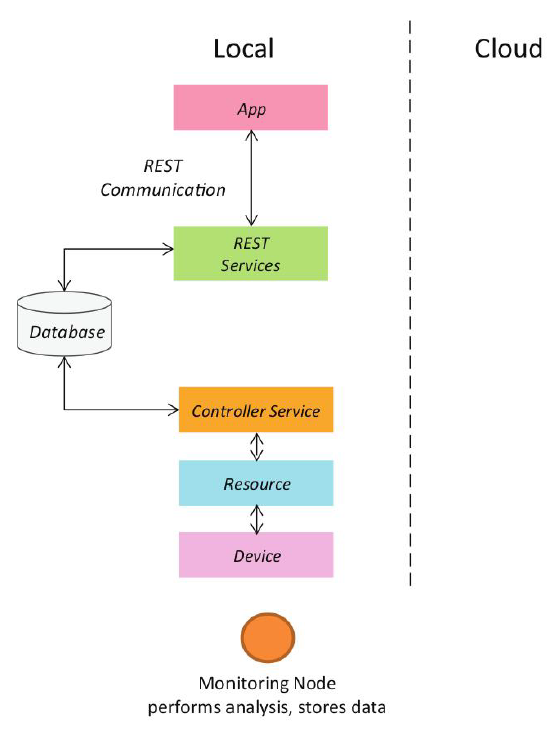 Local
Cloud
App
REST
Communication
REST
Services
Database
Controller Service
Resource
Device
Monitoring Node
performs analysis, stores data